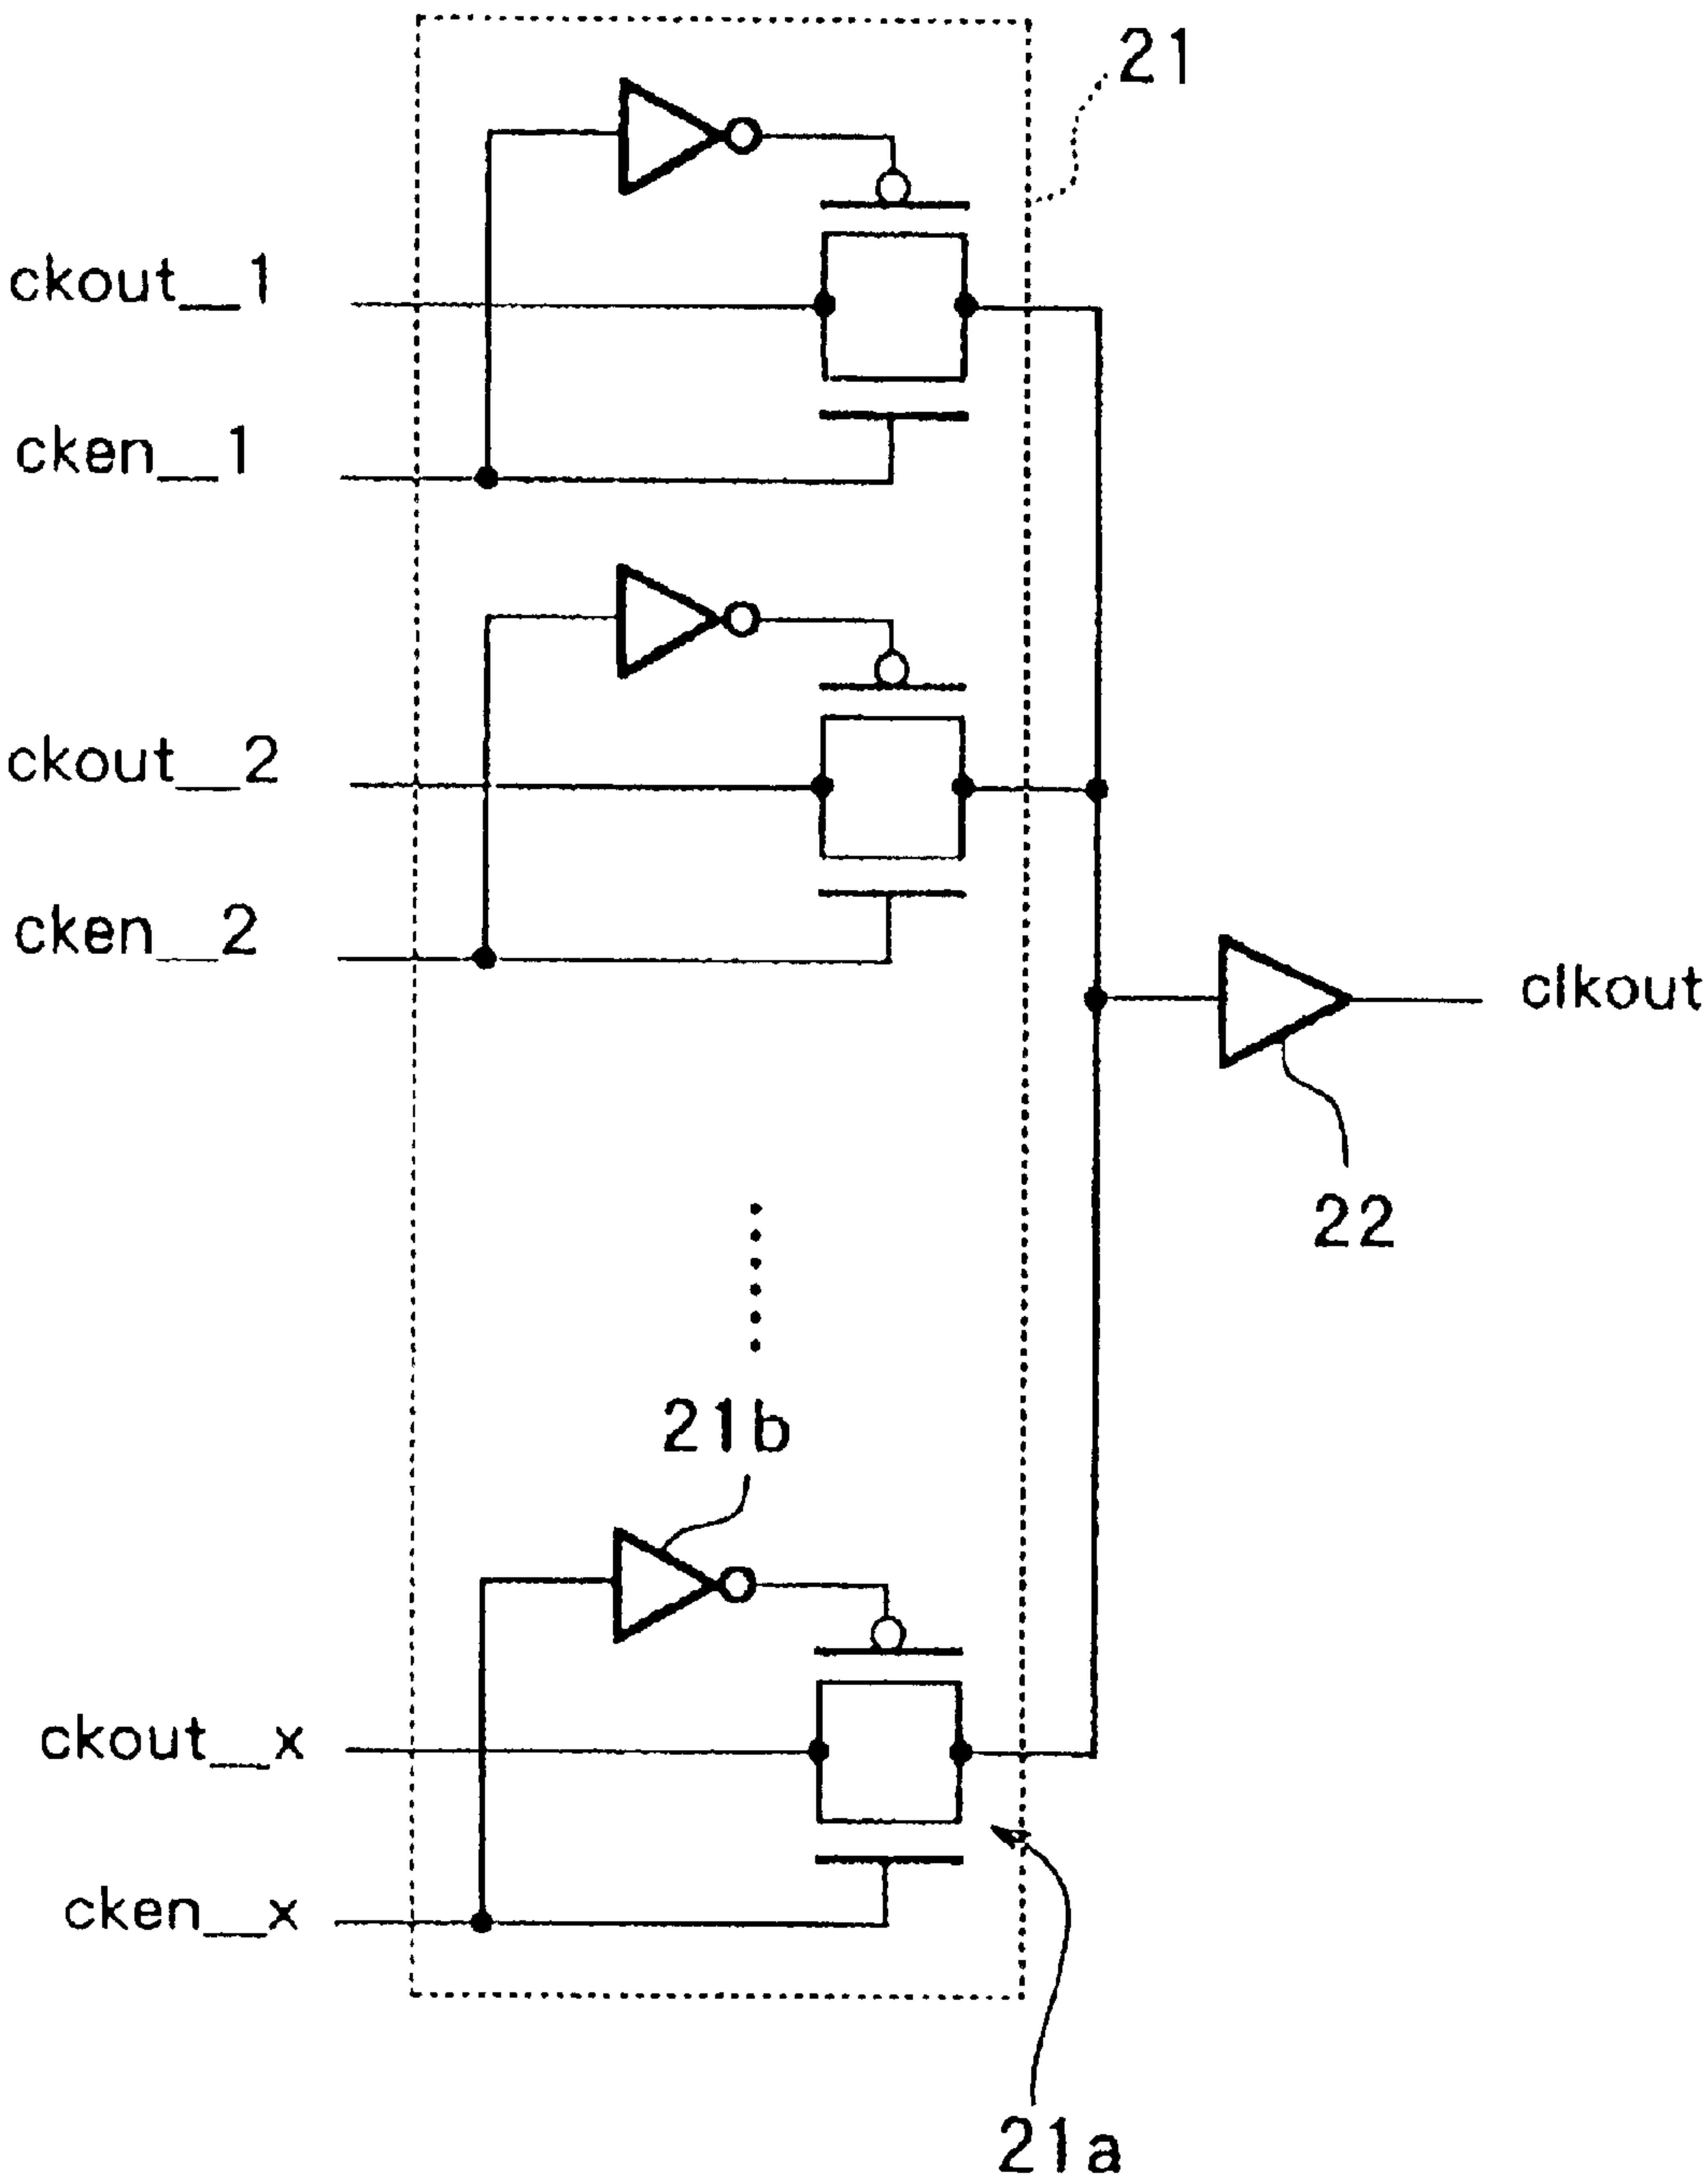 21
ckout__1
cken__1
ckout__2
cken__2
clkout
22
21b
ckout__x
cken__x
21a